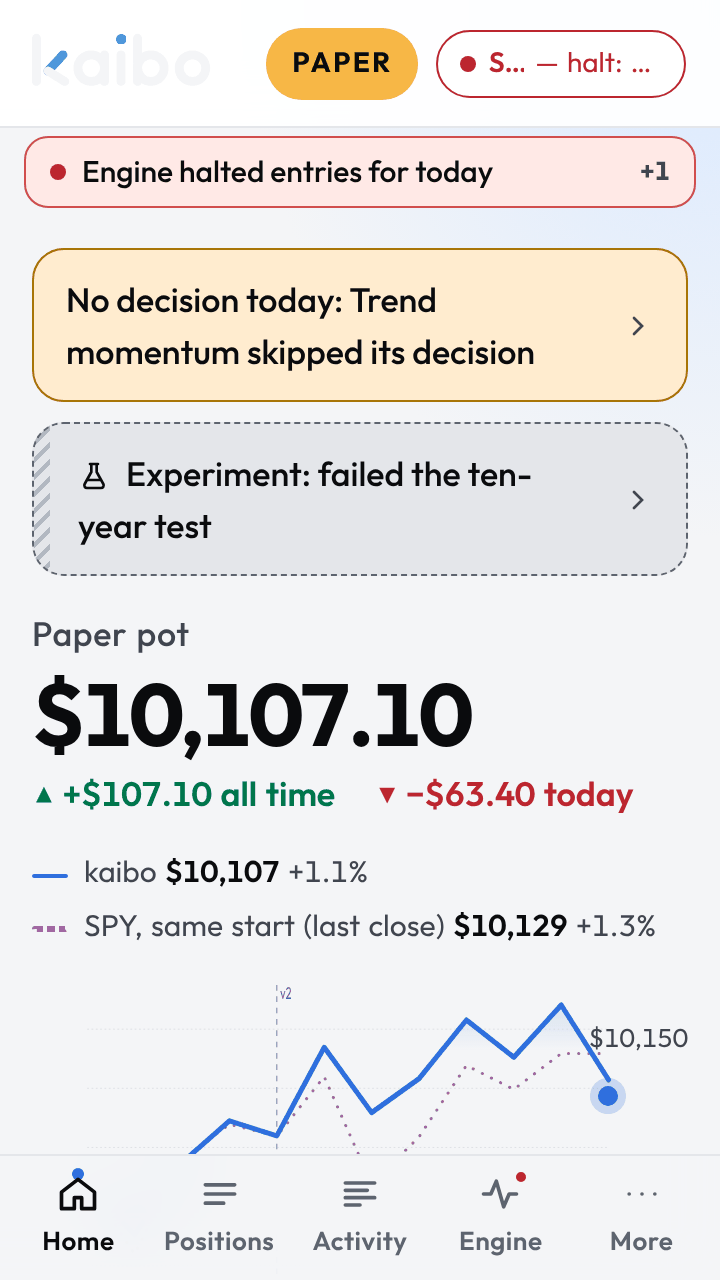 kaibo
PAPER
S... — halt: ...
Engine halted entries for today
+1
No decision today: Trend
momentum skipped its decision
Experiment: failed the ten-
year test
Paper pot
$10,107.10
▲ +$107.10 all time ▼ −$63.40 today
kaibo $10,107 +1.1%
SPY, same start (last close) $10,129 +1.3%
v2
$10,150
Home
Positions
Activity
Engine
More